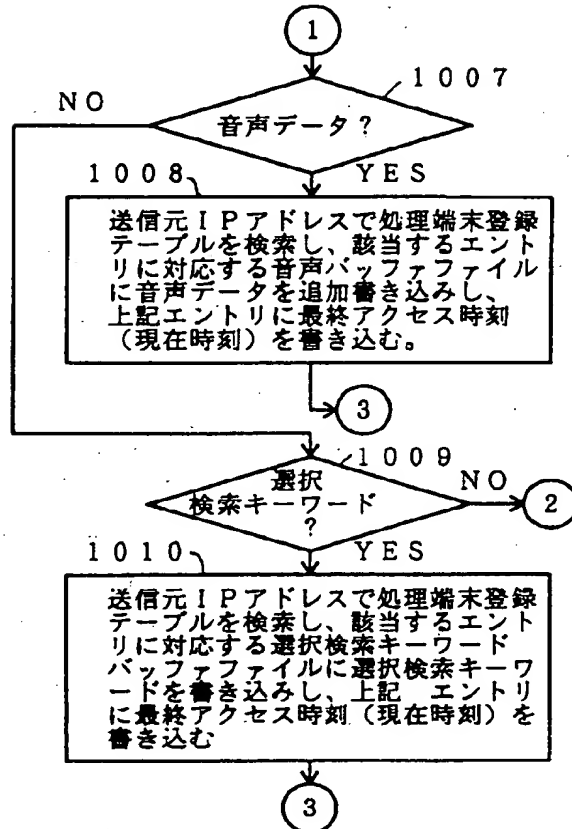 1
1007
NO
音声データ?
YES
1008
送信元IPアドレスで処理端末登録
テーブルを検索し、該当するエント
リに対応する音声バッファファイル
に音声データを追加書き込みし、
上記エントリに最終アクセス時刻
(現在時刻)を書き込む。
3
1009
選択
検索キーワード
?
NO
2
YES
1010
送信元IPアドレスで処理端末登録
テーブルを検索し、該当するエント
リに対応する選択検索キーワード
バッファファイルに選択検索キーワ
ードを書き込みし、上記 エントリ
に最終アクセス時刻(現在時刻)を
書き込む
3